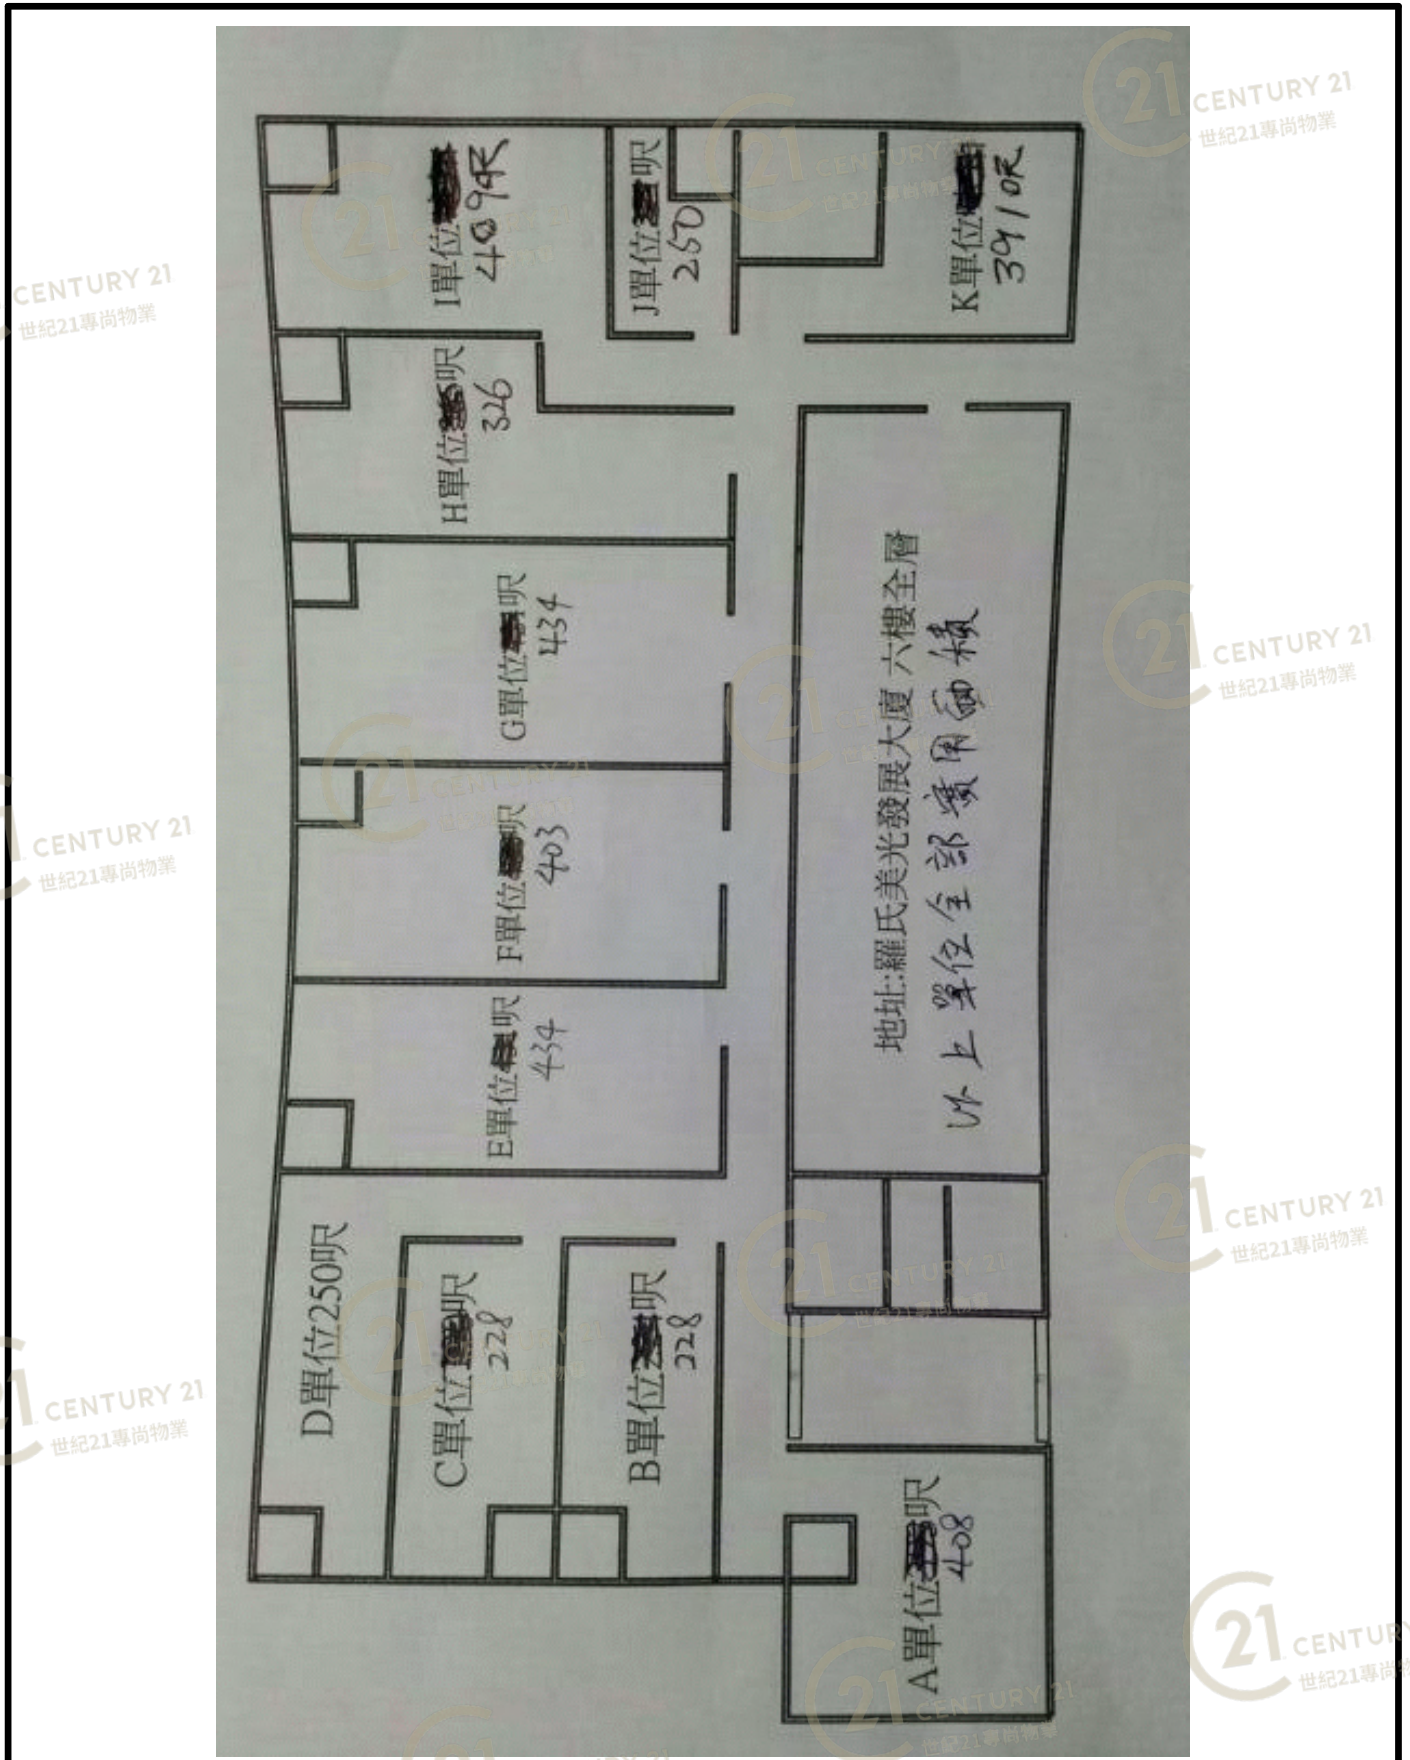 I單位
409呎
J單位 呎
250
K單位
391呎
H單位 呎
326
G單位 呎
434
F單位 呎
403
E單位 呎
434
D單位250呎
C單位 呎
228
B單位 呎
228
A單位 呎
408
地址:羅氏美光發展大廈 六樓全層
以上單位全部實用面積
21 CENTURY 21
世紀21專尚物業